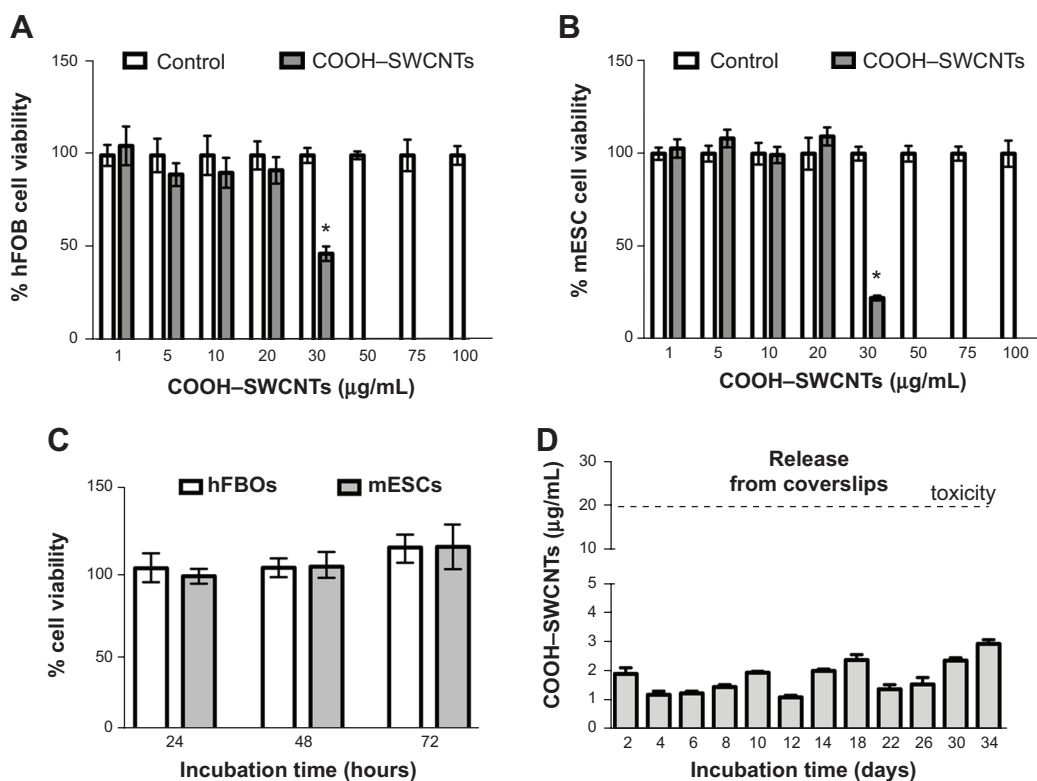 A
150
Control
COOH–SWCNTs
100
50
0
% hFOB cell viability
1 5 10 20 30 50 75 100
*
COOH–SWCNTs (µg/mL)
B
150
Control
COOH–SWCNTs
100
50
0
% mESC cell viability
1 5 10 20 30 50 75 100
*
COOH–SWCNTs (µg/mL)
C
150
hFBOs
mESCs
100
50
0
% cell viability
24 48 72
Incubation time (hours)
D
30
20
10
5
4
3
2
1
0
COOH–SWCNTs (µg/mL)
Release
from coverslips
toxicity
2 4 6 8 10 12 14 18 22 26 30 34
Incubation time (days)